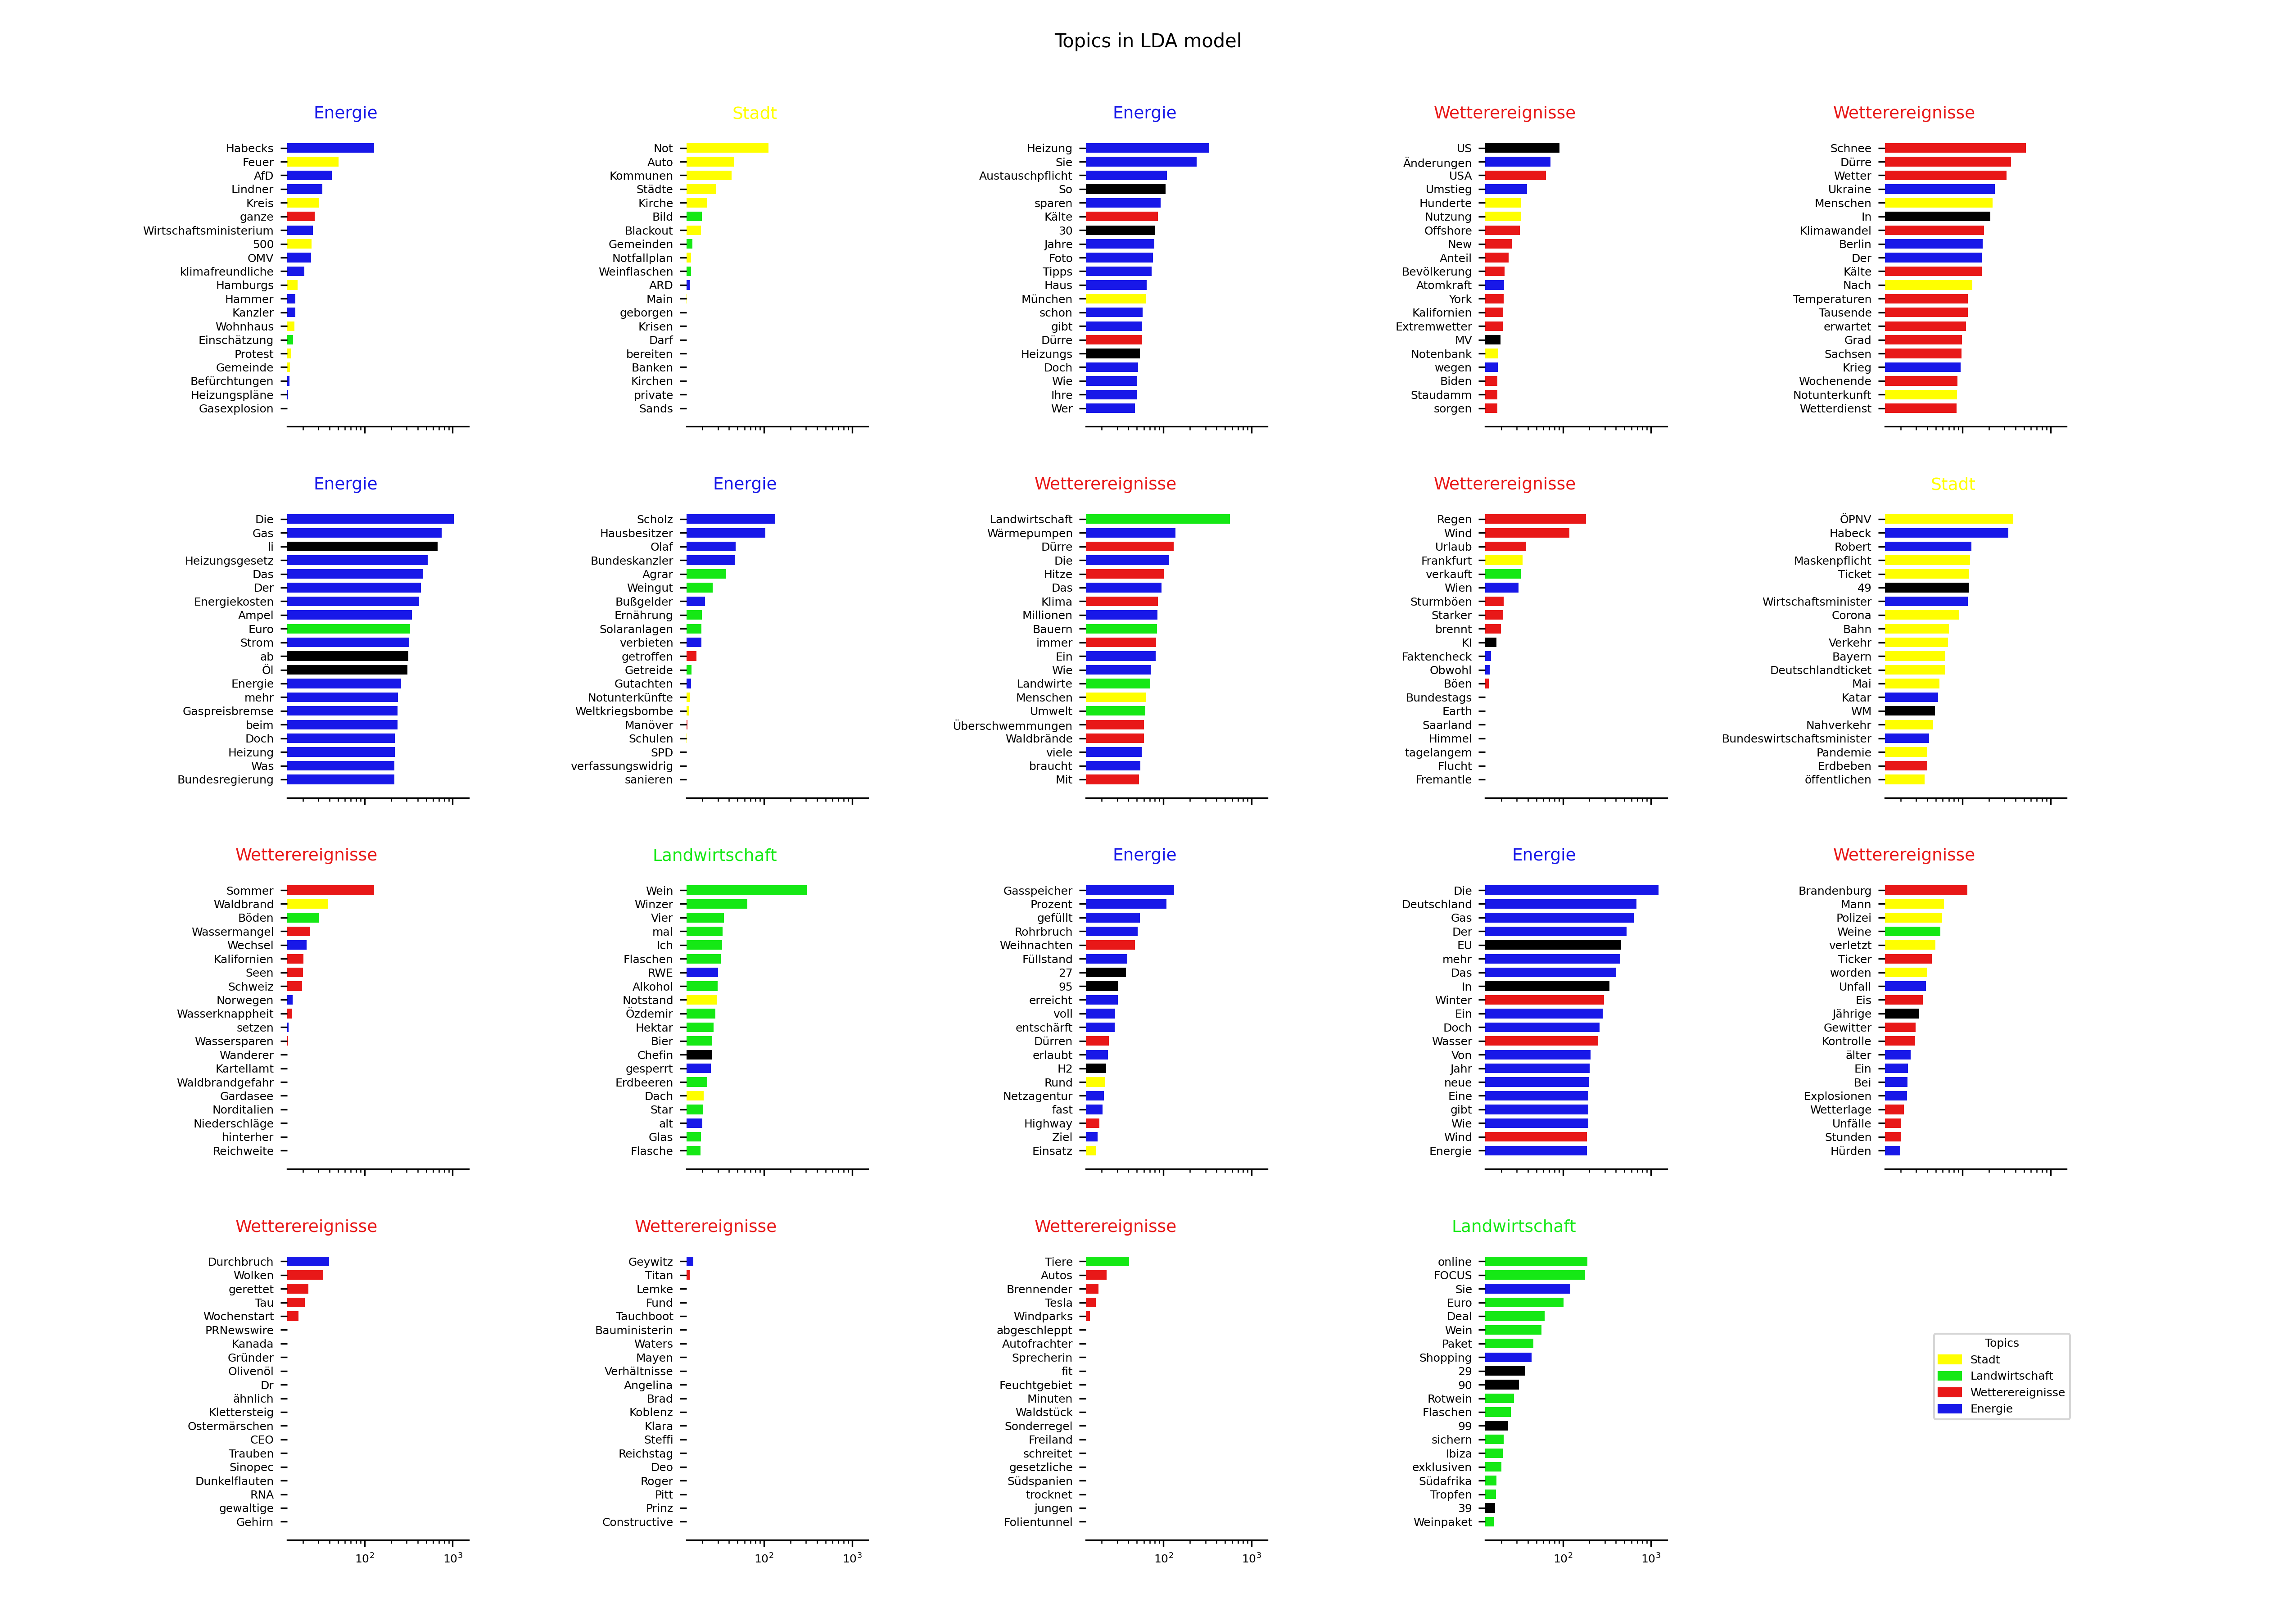 Topics in LDA model
Energie
Habecks
Feuer
AfD
Lindner
Kreis
ganze
Wirtschaftsministerium
500
OMV
klimafreundliche
Hamburgs
Hammer
Kanzler
Wohnhaus
Einschätzung
Protest
Gemeinde
Befürchtungen
Heizungspläne
Gasexplosion
Stadt
Not
Auto
Kommunen
Städte
Kirche
Bild
Blackout
Gemeinden
Notfallplan
Weinflaschen
ARD
Main
geborgen
Krisen
Darf
bereiten
Banken
Kirchen
private
Sands
Energie
Heizung
Sie
Austauschpflicht
So
sparen
Kälte
30
Jahre
Foto
Tipps
Haus
München
schon
gibt
Dürre
Heizungs
Doch
Wie
Ihre
Wer
Wetterereignisse
US
Änderungen
USA
Umstieg
Hunderte
Nutzung
Offshore
New
Anteil
Bevölkerung
Atomkraft
York
Kalifornien
Extremwetter
MV
Notenbank
wegen
Biden
Staudamm
sorgen
Wetterereignisse
Schnee
Dürre
Wetter
Ukraine
Menschen
In
Klimawandel
Berlin
Der
Kälte
Nach
Temperaturen
Tausende
erwartet
Grad
Sachsen
Krieg
Wochenende
Notunterkunft
Wetterdienst
Energie
Die
Gas
li
Heizungsgesetz
Das
Der
Energiekosten
Ampel
Euro
Strom
ab
Öl
Energie
mehr
Gaspreisbremse
beim
Doch
Heizung
Was
Bundesregierung
Energie
Scholz
Hausbesitzer
Olaf
Bundeskanzler
Agrar
Weingut
Bußgelder
Ernährung
Solaranlagen
verbieten
getroffen
Getreide
Gutachten
Notunterkünfte
Weltkriegsbombe
Manöver
Schulen
SPD
verfassungswidrig
sanieren
Wetterereignisse
Landwirtschaft
Wärmepumpen
Dürre
Die
Hitze
Das
Klima
Millionen
Bauern
immer
Ein
Wie
Landwirte
Menschen
Umwelt
Überschwemmungen
Waldbrände
viele
braucht
Mit
Wetterereignisse
Regen
Wind
Urlaub
Frankfurt
verkauft
Wien
Sturmböen
Starker
brennt
KI
Faktencheck
Obwohl
Böen
Bundestags
Earth
Saarland
Himmel
tagelangem
Flucht
Fremantle
Stadt
ÖPNV
Habeck
Robert
Maskenpflicht
Ticket
49
Wirtschaftsminister
Corona
Bahn
Verkehr
Bayern
Deutschlandticket
Mai
Katar
WM
Nahverkehr
Bundeswirtschaftsminister
Pandemie
Erdbeben
öffentlichen
Wetterereignisse
Sommer
Waldbrand
Böden
Wassermangel
Wechsel
Kalifornien
Seen
Schweiz
Norwegen
Wasserknappheit
setzen
Wassersparen
Wanderer
Kartellamt
Waldbrandgefahr
Gardasee
Norditalien
Niederschläge
hinterher
Reichweite
Landwirtschaft
Wein
Winzer
Vier
mal
Ich
Flaschen
RWE
Alkohol
Notstand
Özdemir
Hektar
Bier
Chefin
gesperrt
Erdbeeren
Dach
Star
alt
Glas
Flasche
Energie
Gasspeicher
Prozent
gefüllt
Rohrbruch
Weihnachten
Füllstand
27
95
erreicht
voll
entschärft
Dürren
erlaubt
H2
Rund
Netzagentur
fast
Highway
Ziel
Einsatz
Energie
Die
Deutschland
Gas
Der
EU
mehr
Das
In
Winter
Ein
Doch
Wasser
Von
Jahr
neue
Eine
gibt
Wie
Wind
Energie
Wetterereignisse
Brandenburg
Mann
Polizei
Weine
verletzt
Ticker
worden
Unfall
Eis
Jährige
Gewitter
Kontrolle
älter
Ein
Bei
Explosionen
Wetterlage
Unfälle
Stunden
Hürden
Wetterereignisse
Durchbruch
Wolken
gerettet
Tau
Wochenstart
PRNewswire
Kanada
Gründer
Olivenöl
Dr
ähnlich
Klettersteig
Ostermärschen
CEO
Trauben
Sinopec
Dunkelflauten
RNA
gewaltige
Gehirn
10² 10³
Wetterereignisse
Geywitz
Titan
Lemke
Fund
Tauchboot
Bauministerin
Waters
Mayen
Verhältnisse
Angelina
Brad
Koblenz
Klara
Steffi
Reichstag
Deo
Roger
Pitt
Prinz
Constructive
10² 10³
Wetterereignisse
Tiere
Autos
Brennender
Tesla
Windparks
abgeschleppt
Autofrachter
Sprecherin
fit
Feuchtgebiet
Minuten
Waldstück
Sonderregel
Freiland
schreitet
gesetzliche
Südspanien
trocknet
jungen
Folientunnel
10² 10³
Landwirtschaft
online
FOCUS
Sie
Euro
Deal
Wein
Paket
Shopping
29
90
Rotwein
Flaschen
99
sichern
Ibiza
exklusiven
Südafrika
Tropfen
39
Weinpaket
10² 10³
Topics
Stadt
Landwirtschaft
Wetterereignisse
Energie